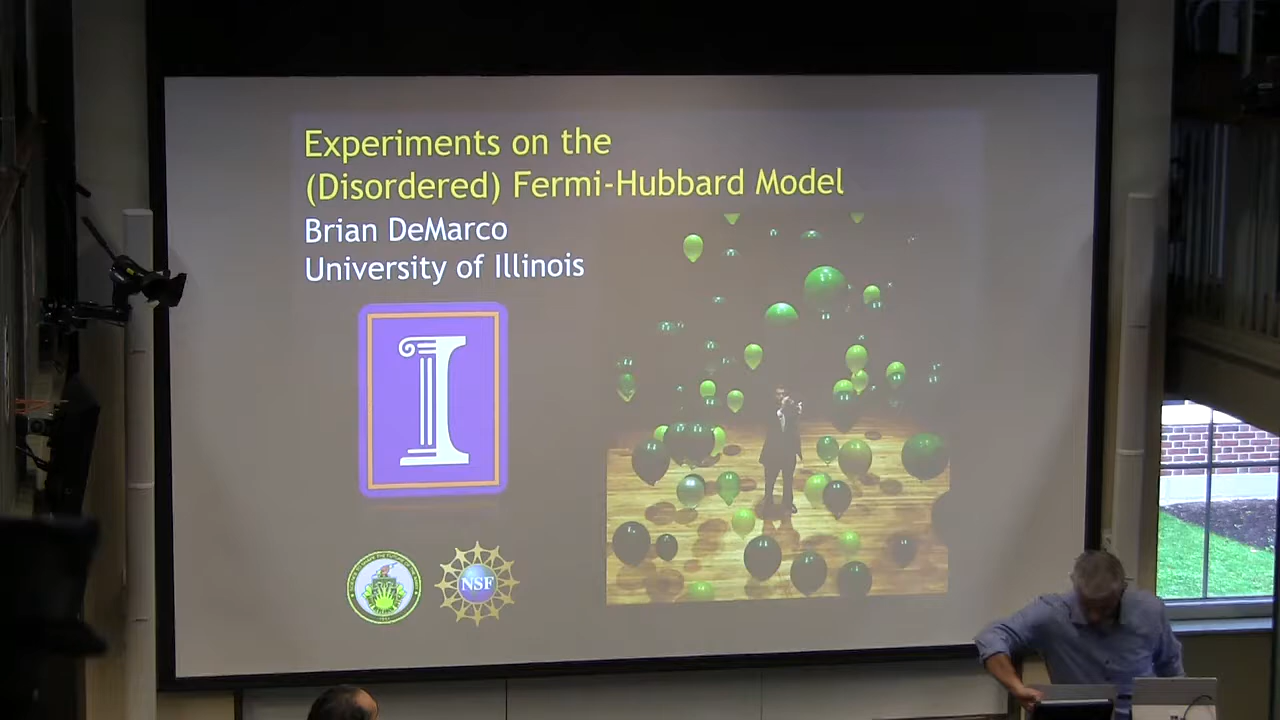 Experiments on the
(Disordered) Fermi-Hubbard Model
Brian DeMarco
University of Illinois
I
NSF